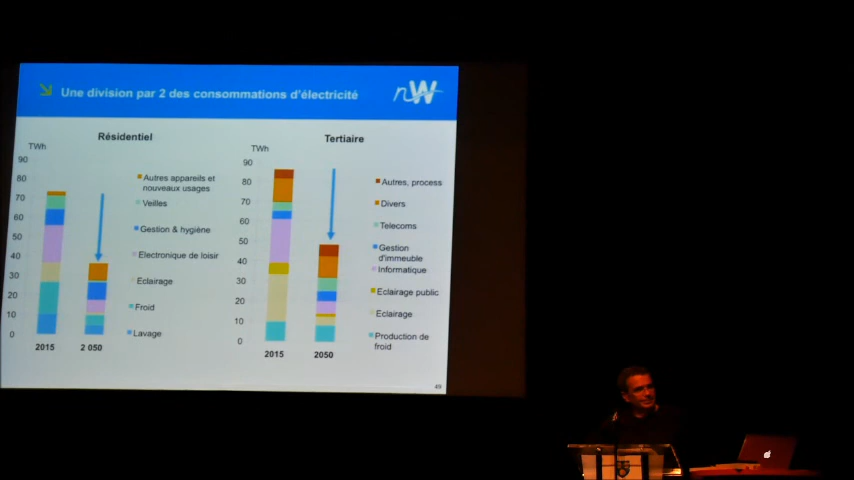 Une division par 2 des consommations d'électricité
nW
Résidentiel
TWh
90
80
70
60
50
40
30
20
10
0
2015
2 050
Autres appareils et
nouveaux usages
Veilles
Gestion & hygiène
Electronique de loisir
Eclairage
Froid
Lavage
Tertiaire
TWh
90
80
70
60
50
40
30
20
10
0
2015
2050
Autres, process
Divers
Telecoms
Gestion
d'immeuble
Informatique
Eclairage public
Eclairage
Production de
froid
49